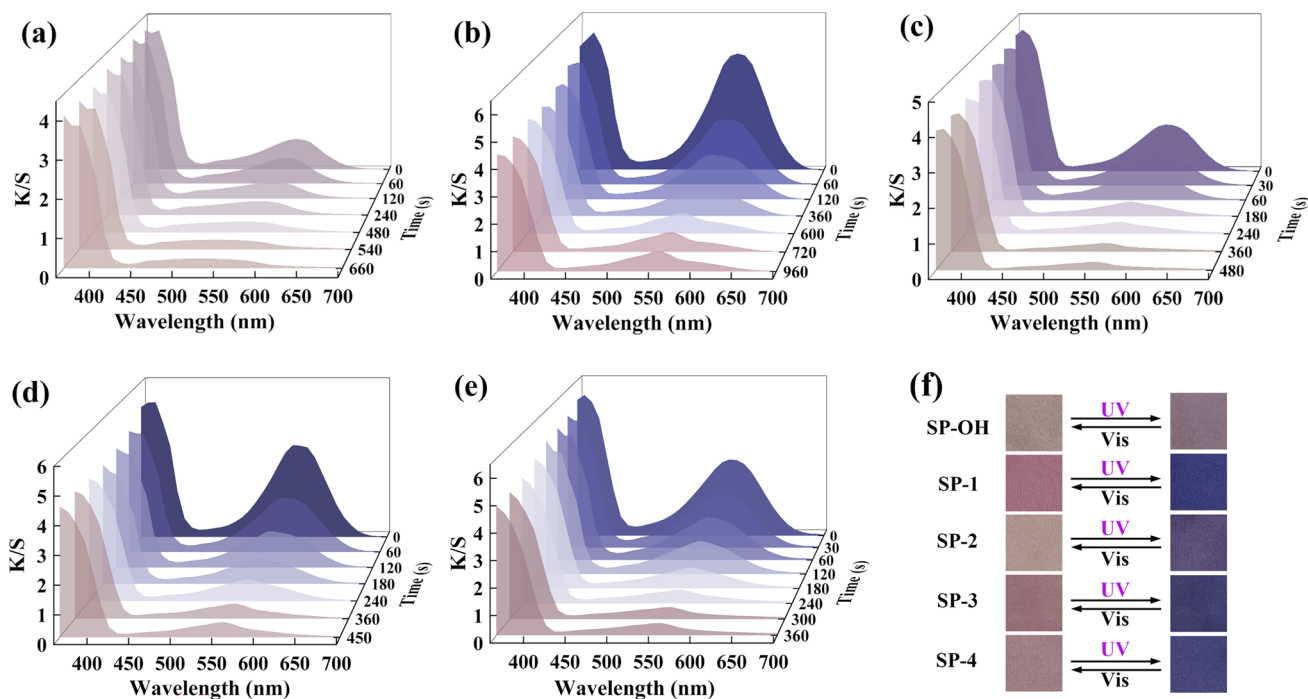 (a)
K/S
4
3
2
1
0
400 450 500 550 600 650 700
Wavelength (nm)
0
60
120
240
480
540
660
Time (s)
(b)
K/S
6
5
4
3
2
1
0
400 450 500 550 600 650 700
Wavelength (nm)
0
60
120
360
600
720
960
Time (s)
(c)
K/S
5
4
3
2
1
0
400 450 500 550 600 650 700
Wavelength (nm)
0
30
60
180
240
360
480
Time (s)
(d)
K/S
6
5
4
3
2
1
0
400 450 500 550 600 650 700
Wavelength (nm)
0
60
120
180
240
360
450
Time (s)
(e)
K/S
6
5
4
3
2
1
0
400 450 500 550 600 650 700
Wavelength (nm)
0
30
60
120
180
240
300
360
Time (s)
(f)
SP-OH
UV
Vis
SP-1
UV
Vis
SP-2
UV
Vis
SP-3
UV
Vis
SP-4
UV
Vis